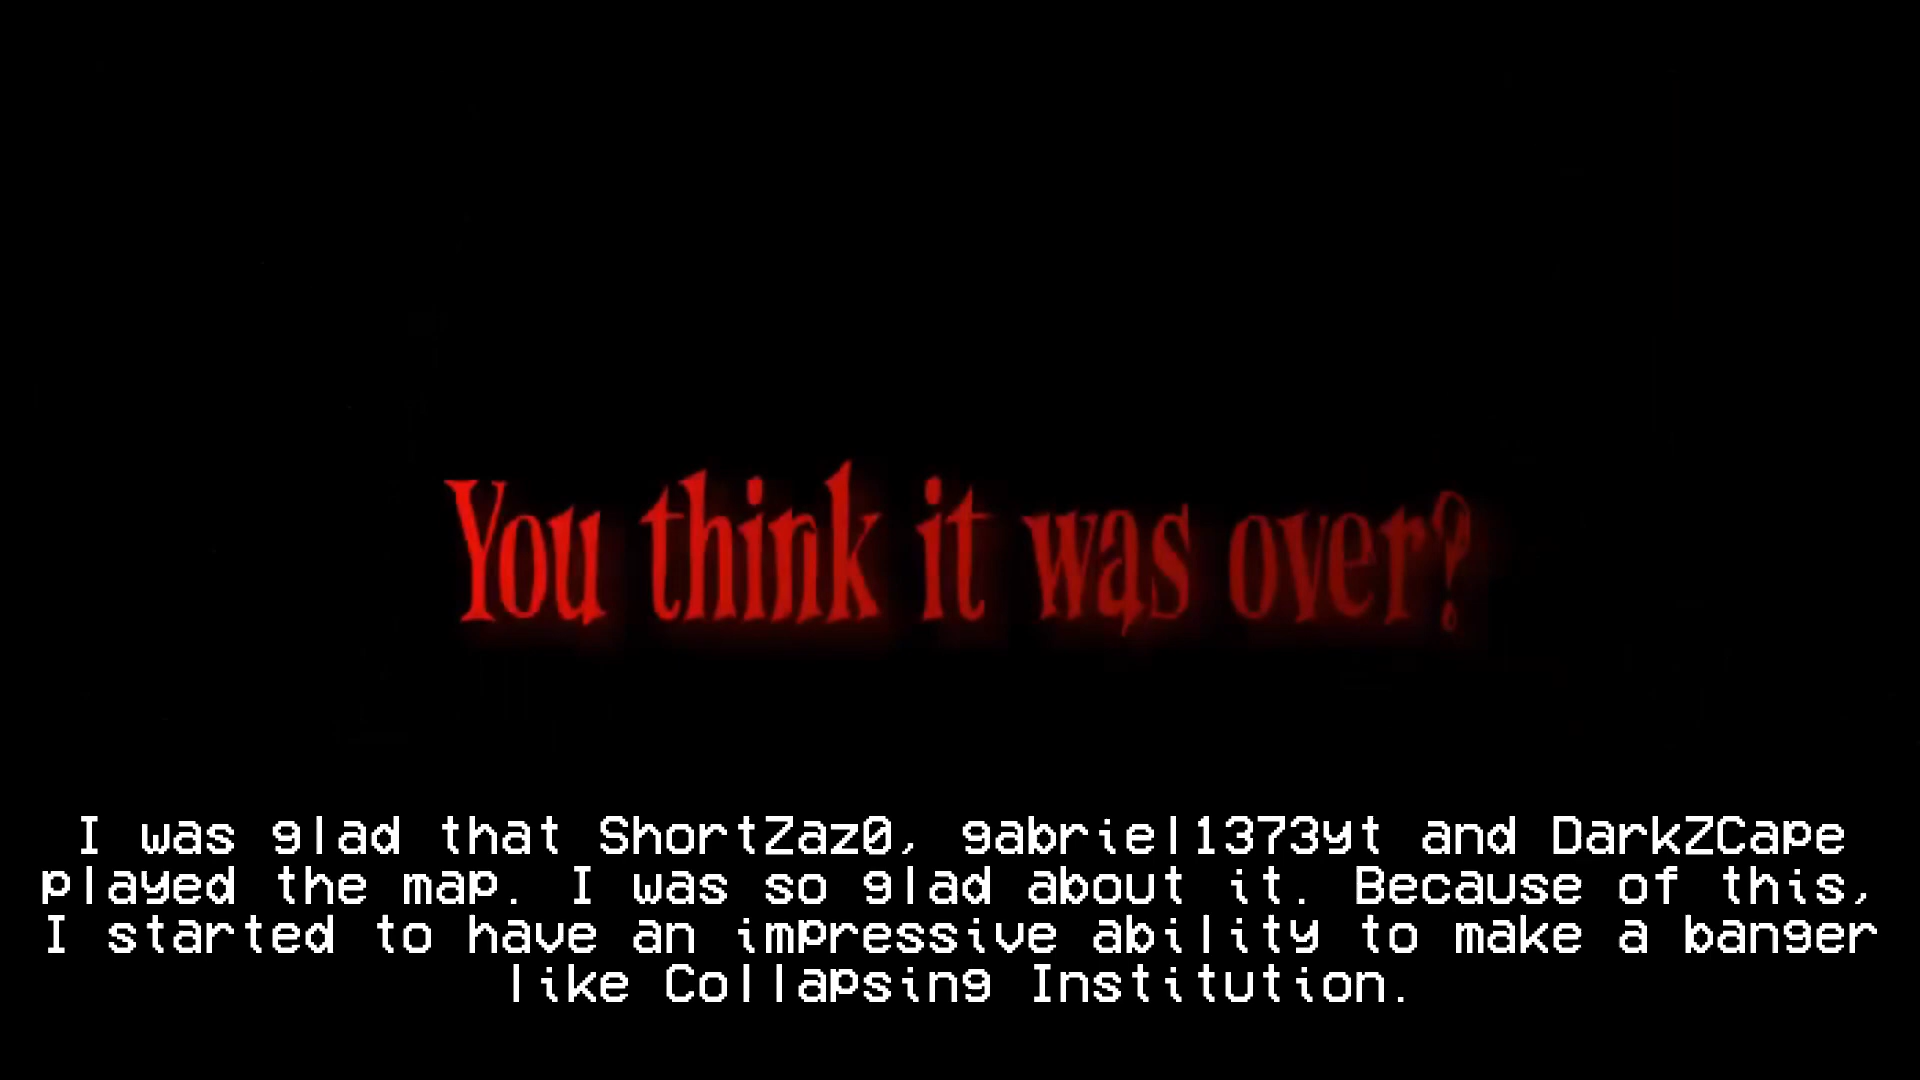 You think it was over?
I was glad that ShortZaz0, gabriel1373yt and DarkZCape
played the map. I was so glad about it. Because of this,
I started to have an impressive ability to make a banger
like Collapsing Institution.